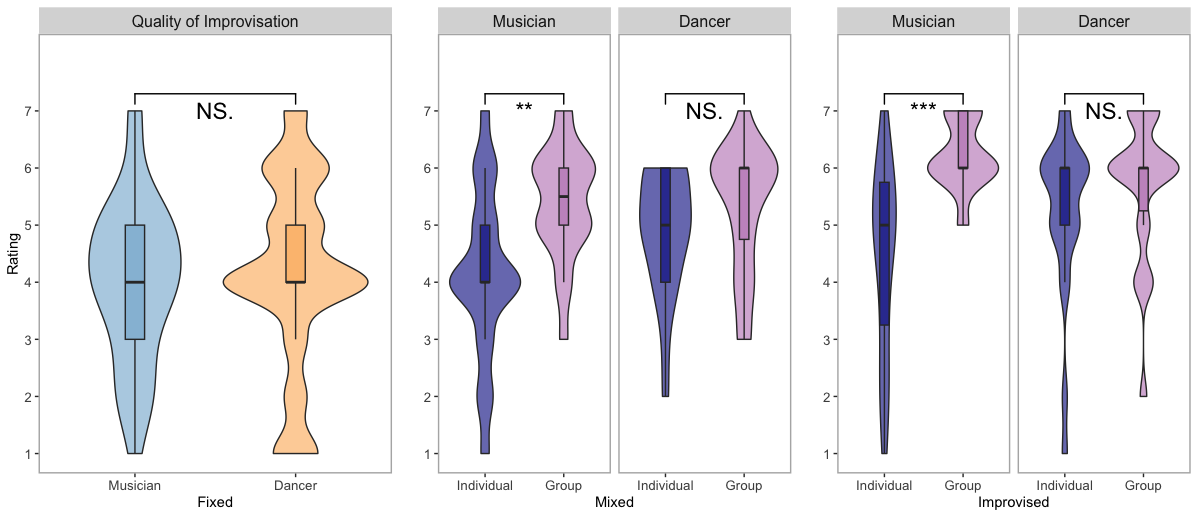 Quality of Improvisation
Musician Dancer
Musician Dancer
NS.
**
NS.
***
NS.
Rating
7
6
5
4
3
2
1
7
6
5
4
3
2
1
7
6
5
4
3
2
1
Musician Dancer
Individual Group Individual Group
Individual Group Individual Group
Fixed
Mixed
Improvised